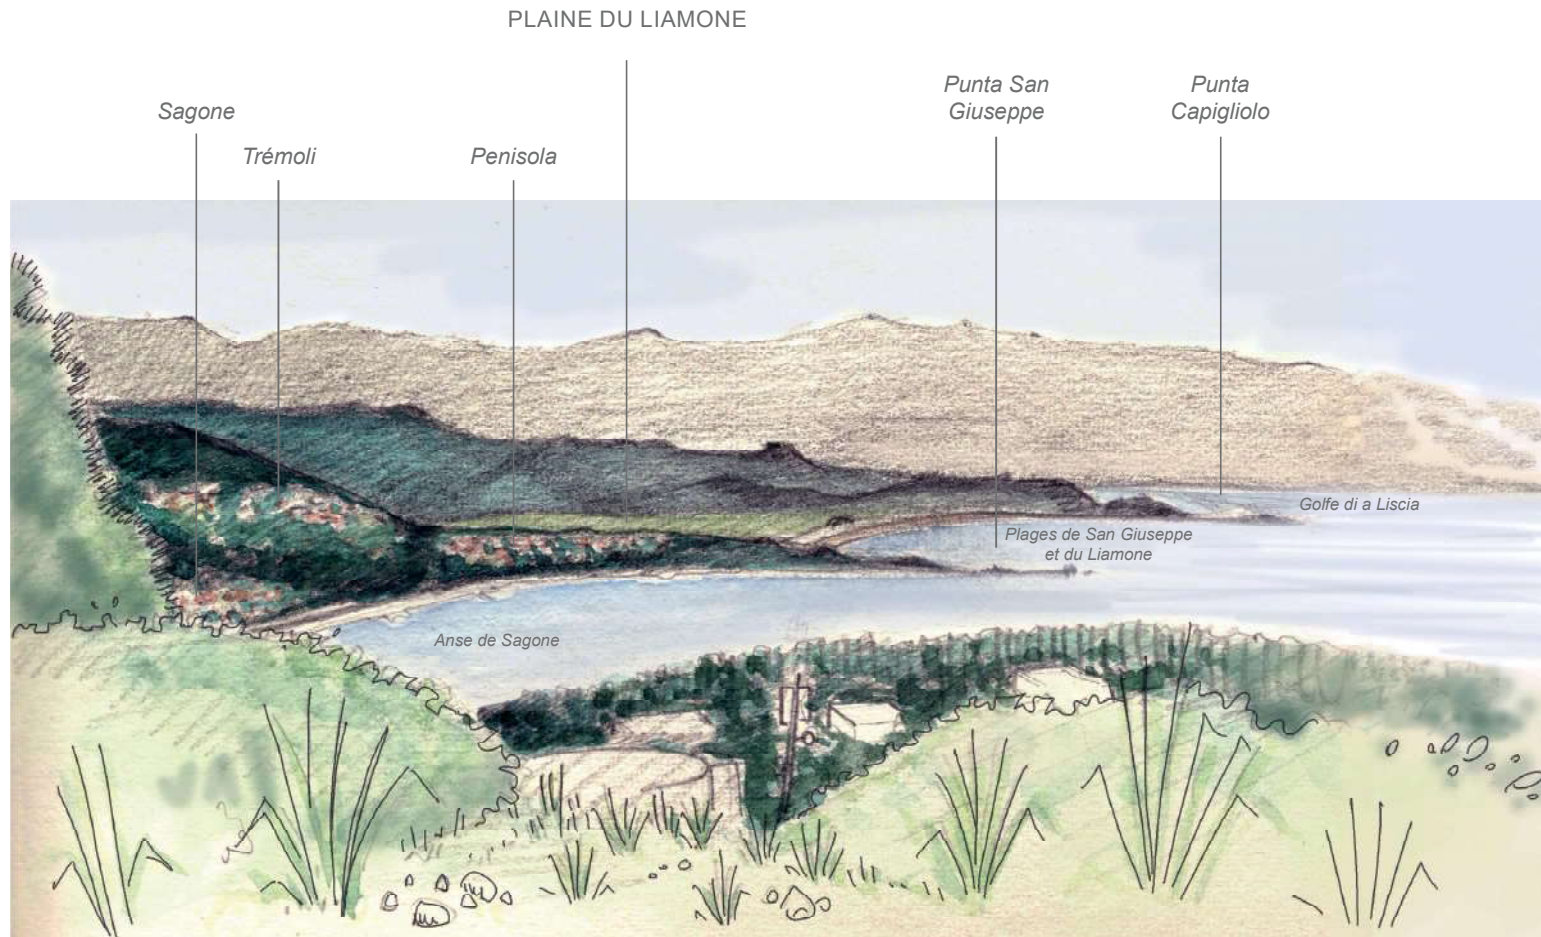 PLAINE DU LIAMONE
Punta San
Giuseppe
Punta
Capigliolo
Sagone
Trémoli
Penisola
Golfe di a Liscia
Plages de San Giuseppe
et du Liamone
Anse de Sagone